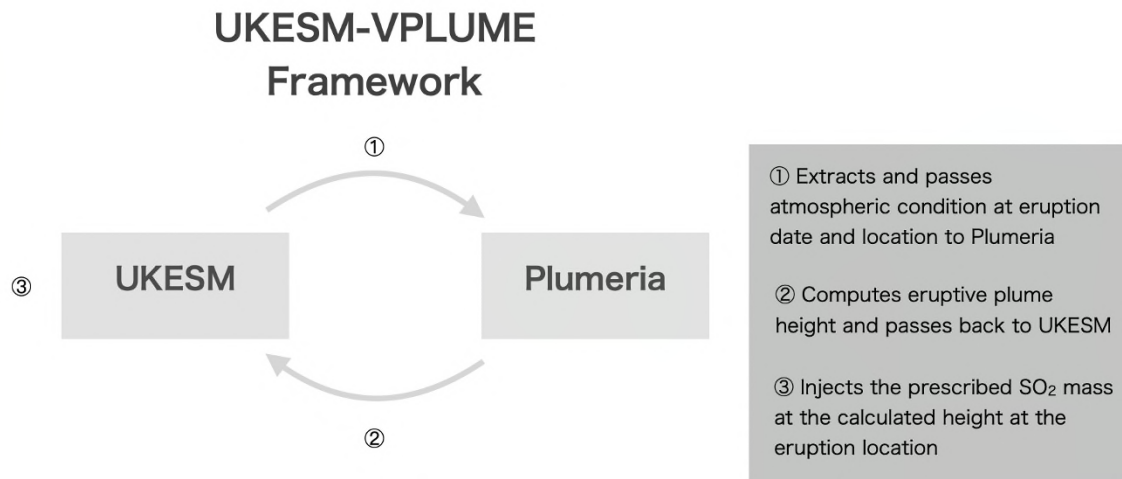 UKESM-VPLUME
Framework
①
UKESM
Plumeria
③
②
① Extracts and passes
atmospheric condition at eruption
date and location to Plumeria
② Computes eruptive plume
height and passes back to UKESM
③ Injects the prescribed SO₂ mass
at the calculated height at the
eruption location